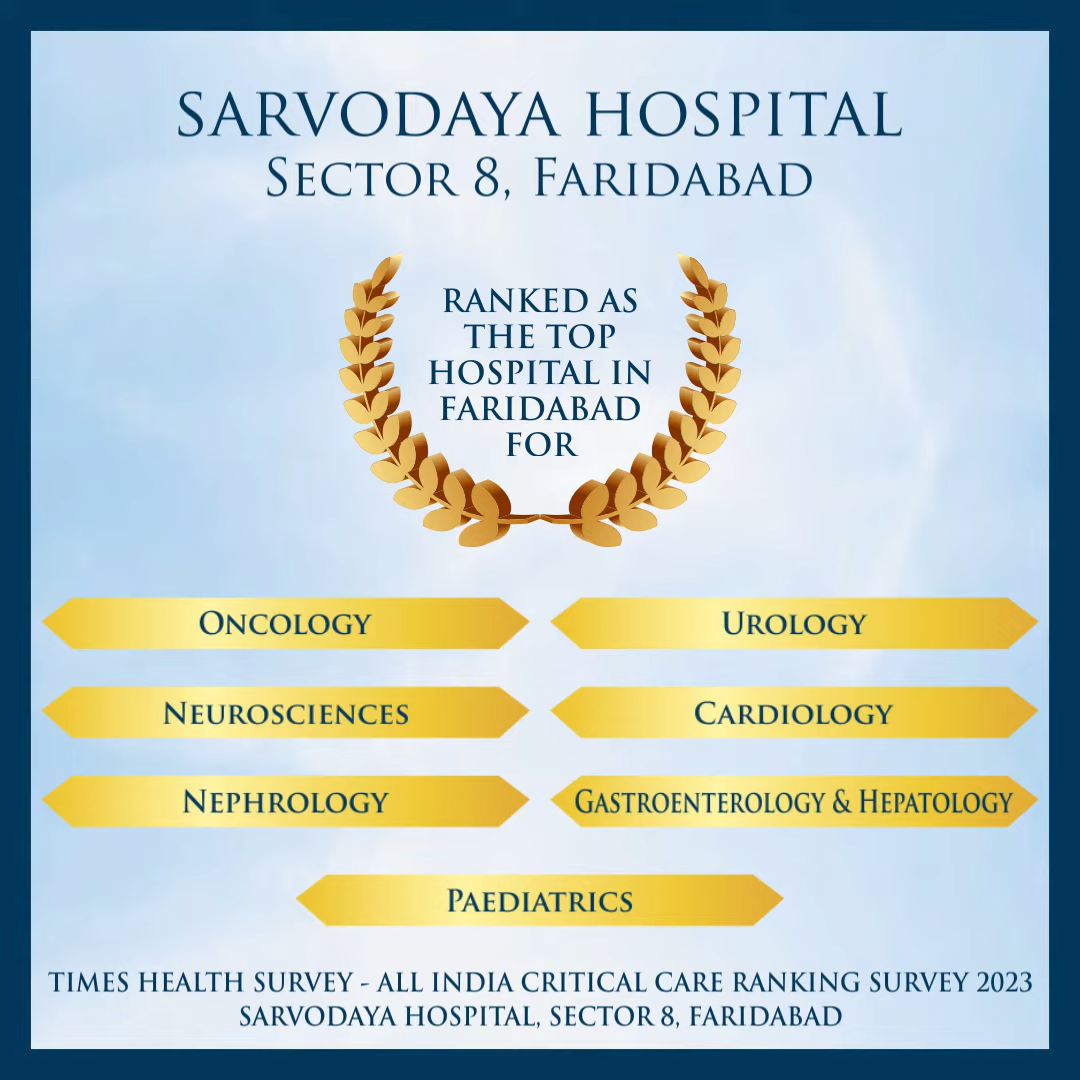 SARVODAYA HOSPITAL
SECTOR 8, FARIDABAD
RANKED AS
THE TOP
HOSPITAL IN
FARIDABAD
FOR
ONCOLOGY
UROLOGY
NEUROSCIENCES
CARDIOLOGY
NEPHROLOGY
GASTROENTEROLOGY & HEPATOLOGY
PAEDIATRICS
TIMES HEALTH SURVEY - ALL INDIA CRITICAL CARE RANKING SURVEY 2023
SARVODAYA HOSPITAL, SECTOR 8, FARIDABAD